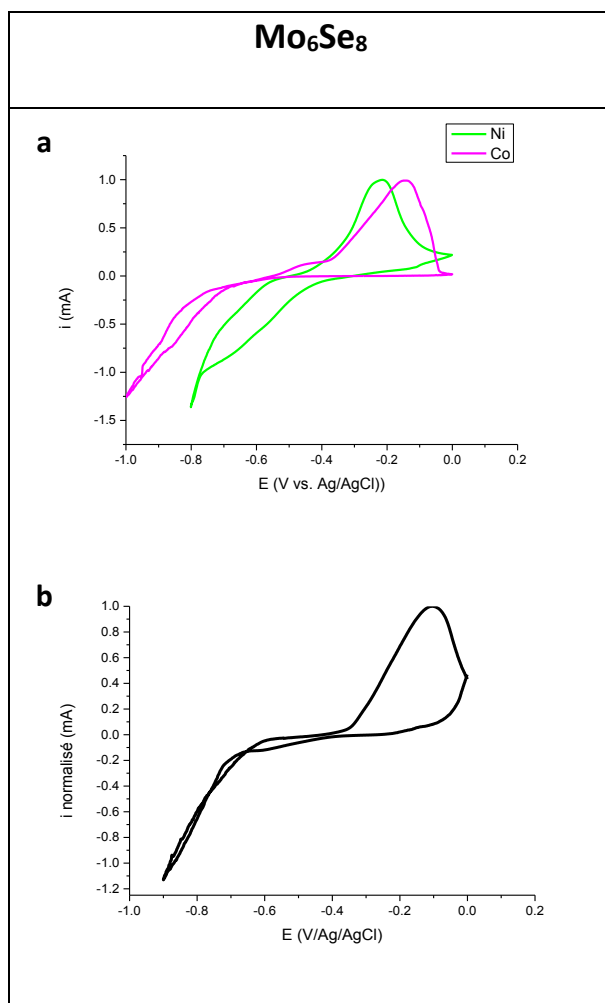 Mo₆Se₈
a
Ni
Co
1.0
0.5
0.0
-0.5
-1.0
-1.5
i (mA)
-1.0 -0.8 -0.6 -0.4 -0.2 0.0 0.2
E (V vs. Ag/AgCl))
b
1.0
0.8
0.6
0.4
0.2
0.0
-0.2
-0.4
-0.6
-0.8
-1.0
-1.2
i normalisé (mA)
-1.0 -0.8 -0.6 -0.4 -0.2 0.0 0.2
E (V/Ag/AgCl)